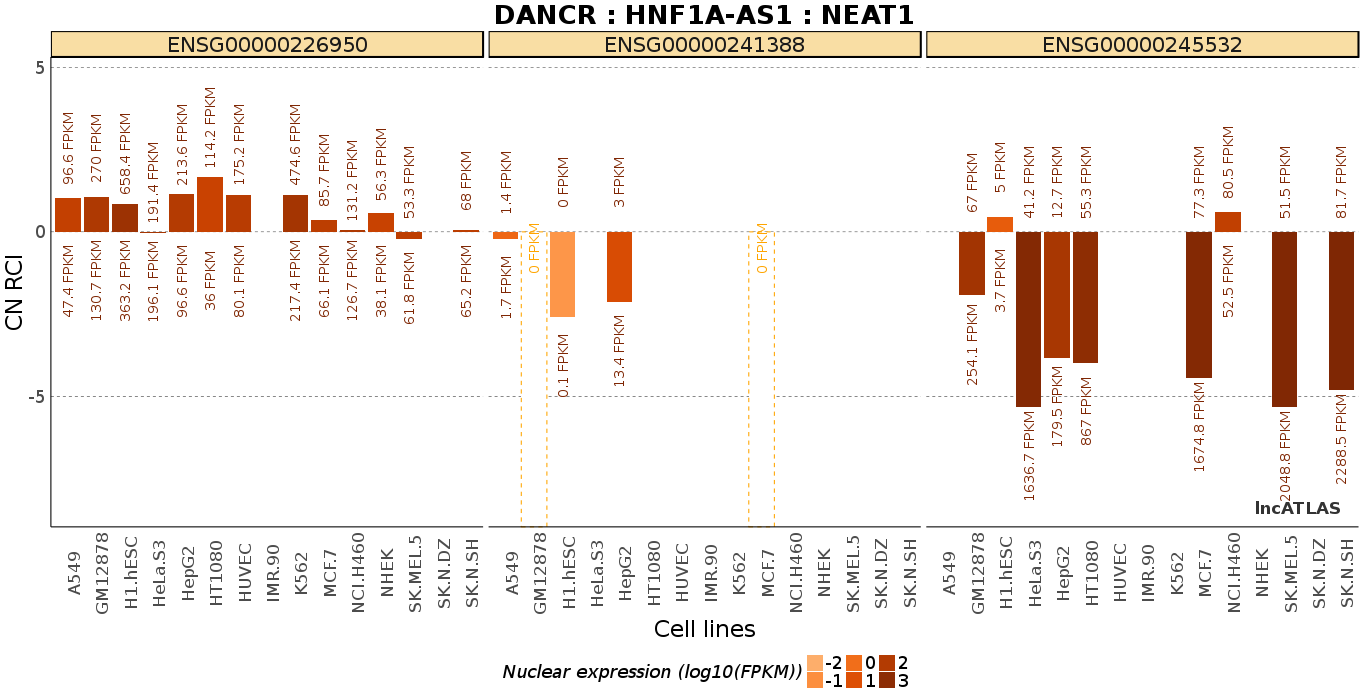 DANCR : HNF1A-AS1 : NEAT1
ENSG00000226950 ENSG00000241388 ENSG00000245532
CN RCI
5
0
-5
96.6 FPKM 270 FPKM 658.4 FPKM 191.4 FPKM 213.6 FPKM 114.2 FPKM 175.2 FPKM 474.6 FPKM 85.7 FPKM 131.2 FPKM 56.3 FPKM 53.3 FPKM 68 FPKM
47.4 FPKM 130.7 FPKM 363.2 FPKM 196.1 FPKM 96.6 FPKM 36 FPKM 80.1 FPKM 217.4 FPKM 66.1 FPKM 126.7 FPKM 38.1 FPKM 61.8 FPKM 65.2 FPKM
1.4 FPKM 0 FPKM 0 FPKM 3 FPKM 0 FPKM
1.7 FPKM 0.1 FPKM 13.4 FPKM
67 FPKM 5 FPKM 41.2 FPKM 12.7 FPKM 55.3 FPKM 77.3 FPKM 80.5 FPKM 51.5 FPKM 81.7 FPKM
254.1 FPKM 3.7 FPKM 1636.7 FPKM 179.5 FPKM 867 FPKM 1674.8 FPKM 52.5 FPKM 2048.8 FPKM 2288.5 FPKM
lncATLAS
A549 GM12878 H1.hESC HeLa.S3 HepG2 HT1080 HUVEC IMR.90 K562 MCF.7 NCI.H460 NHEK SK.MEL.5 SK.N.DZ SK.N.SH
A549 GM12878 H1.hESC HeLa.S3 HepG2 HT1080 HUVEC IMR.90 K562 MCF.7 NCI.H460 NHEK SK.MEL.5 SK.N.DZ SK.N.SH
A549 GM12878 H1.hESC HeLa.S3 HepG2 HT1080 HUVEC IMR.90 K562 MCF.7 NCI.H460 NHEK SK.MEL.5 SK.N.DZ SK.N.SH
Cell lines
Nuclear expression (log10(FPKM))
-2 0 2
-1 1 3